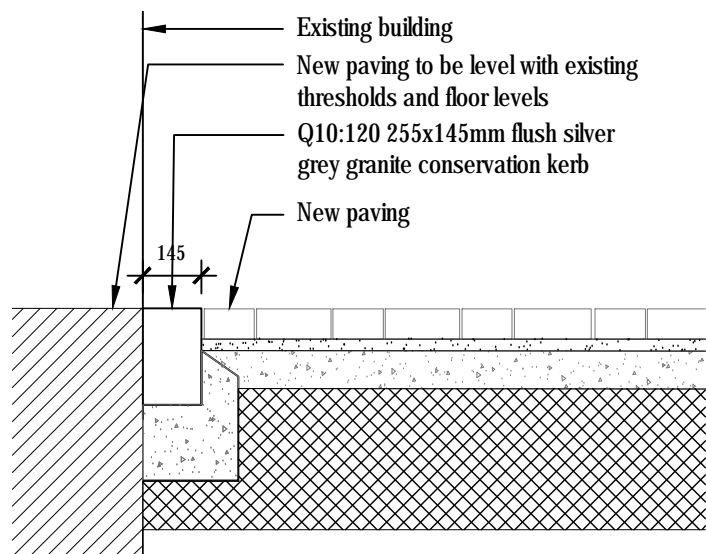 Existing building
New paving to be level with existing
thresholds and floor levels
Q10:120 255x145mm flush silver
grey granite conservation kerb
New paving
145